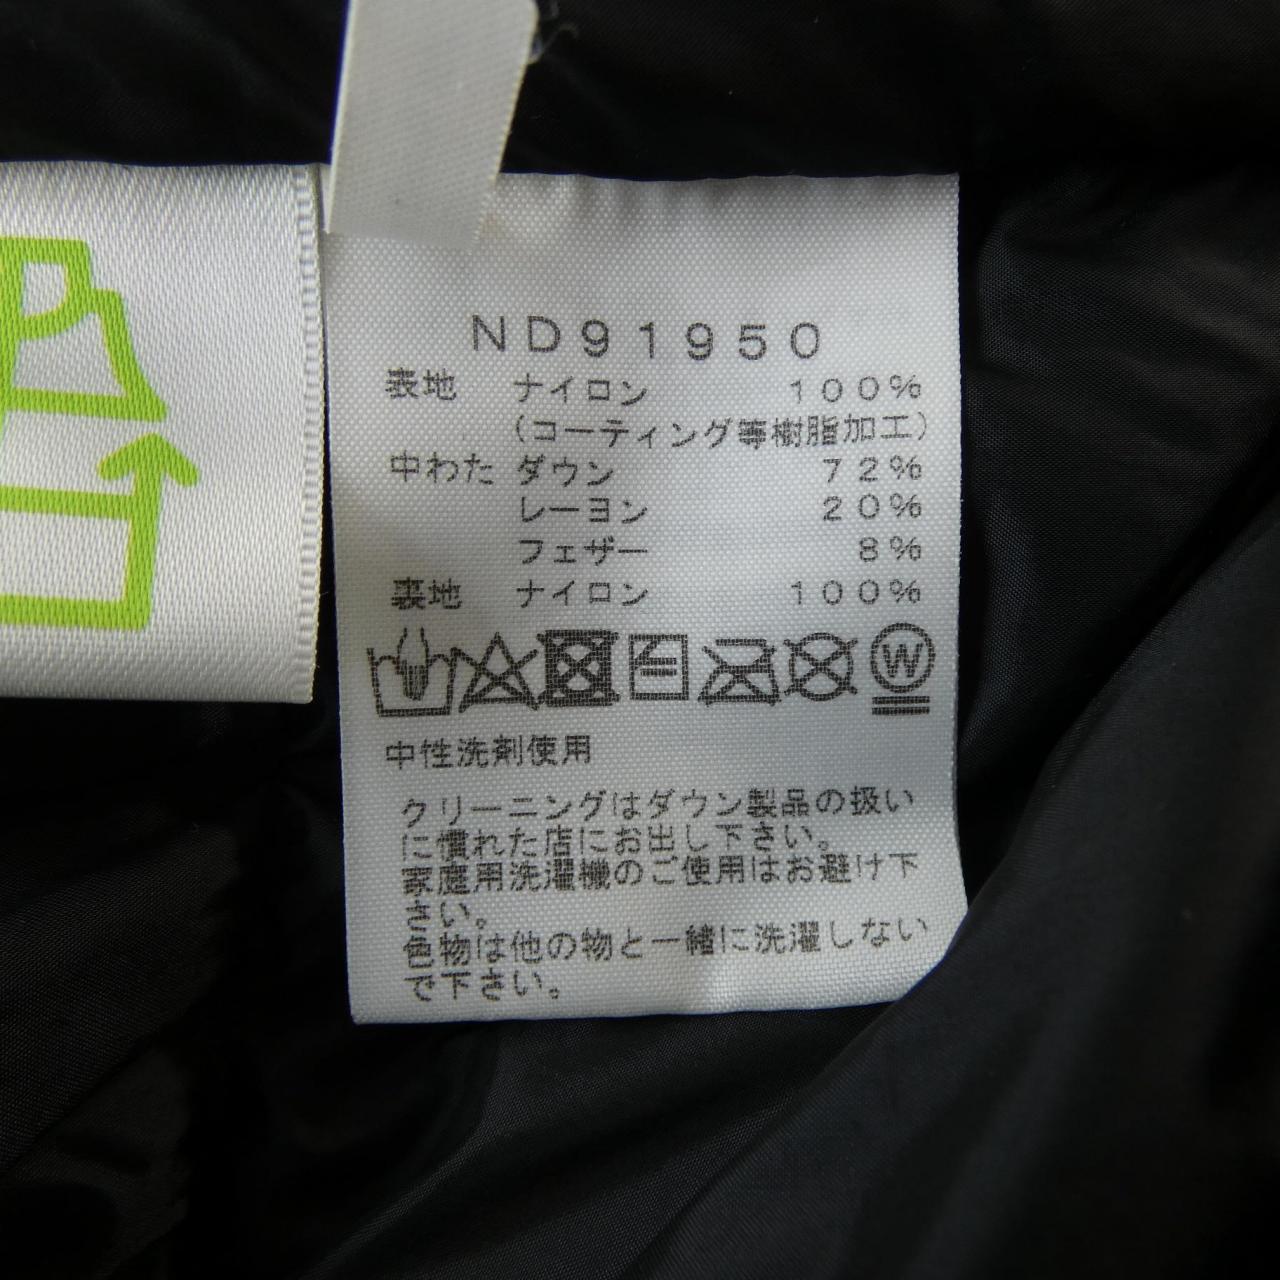 ND91950
表地 ナイロン 100%
(コーティング等樹脂加工)
中わた ダウン 72%
レーヨン 20%
フェザー 8%
裏地 ナイロン 100%
W
中性洗剤使用
クリーニングはダウン製品の扱い
に慣れた店にお出し下さい。
家庭用洗濯機のご使用はお避け下
さい。
色物は他の物と一緒に洗濯しない
で下さい。